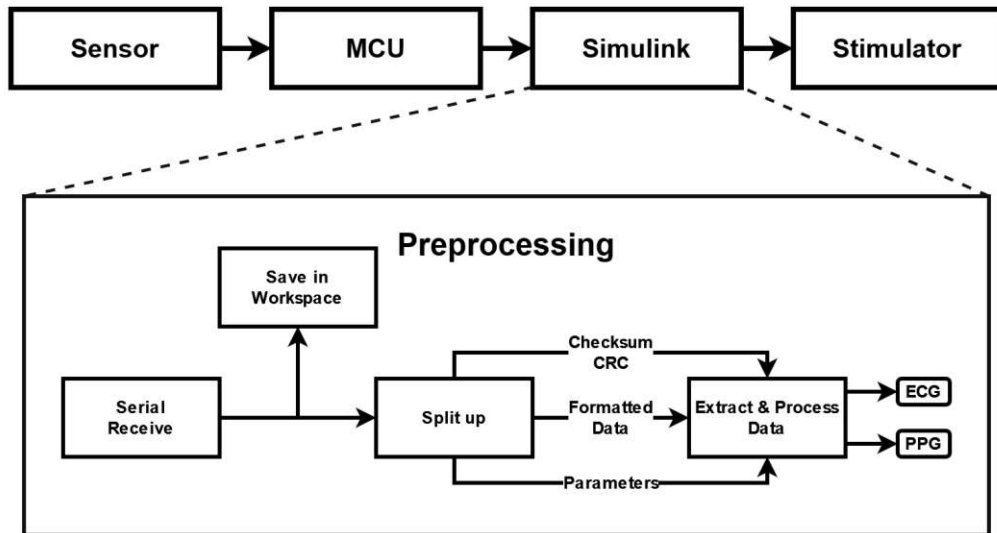 Sensor
MCU
Simulink
Stimulator
Preprocessing
Save in
Workspace
Checksum
CRC
Serial
Receive
Split up
Formatted
Data
Extract & Process
Data
ECG
PPG
Parameters